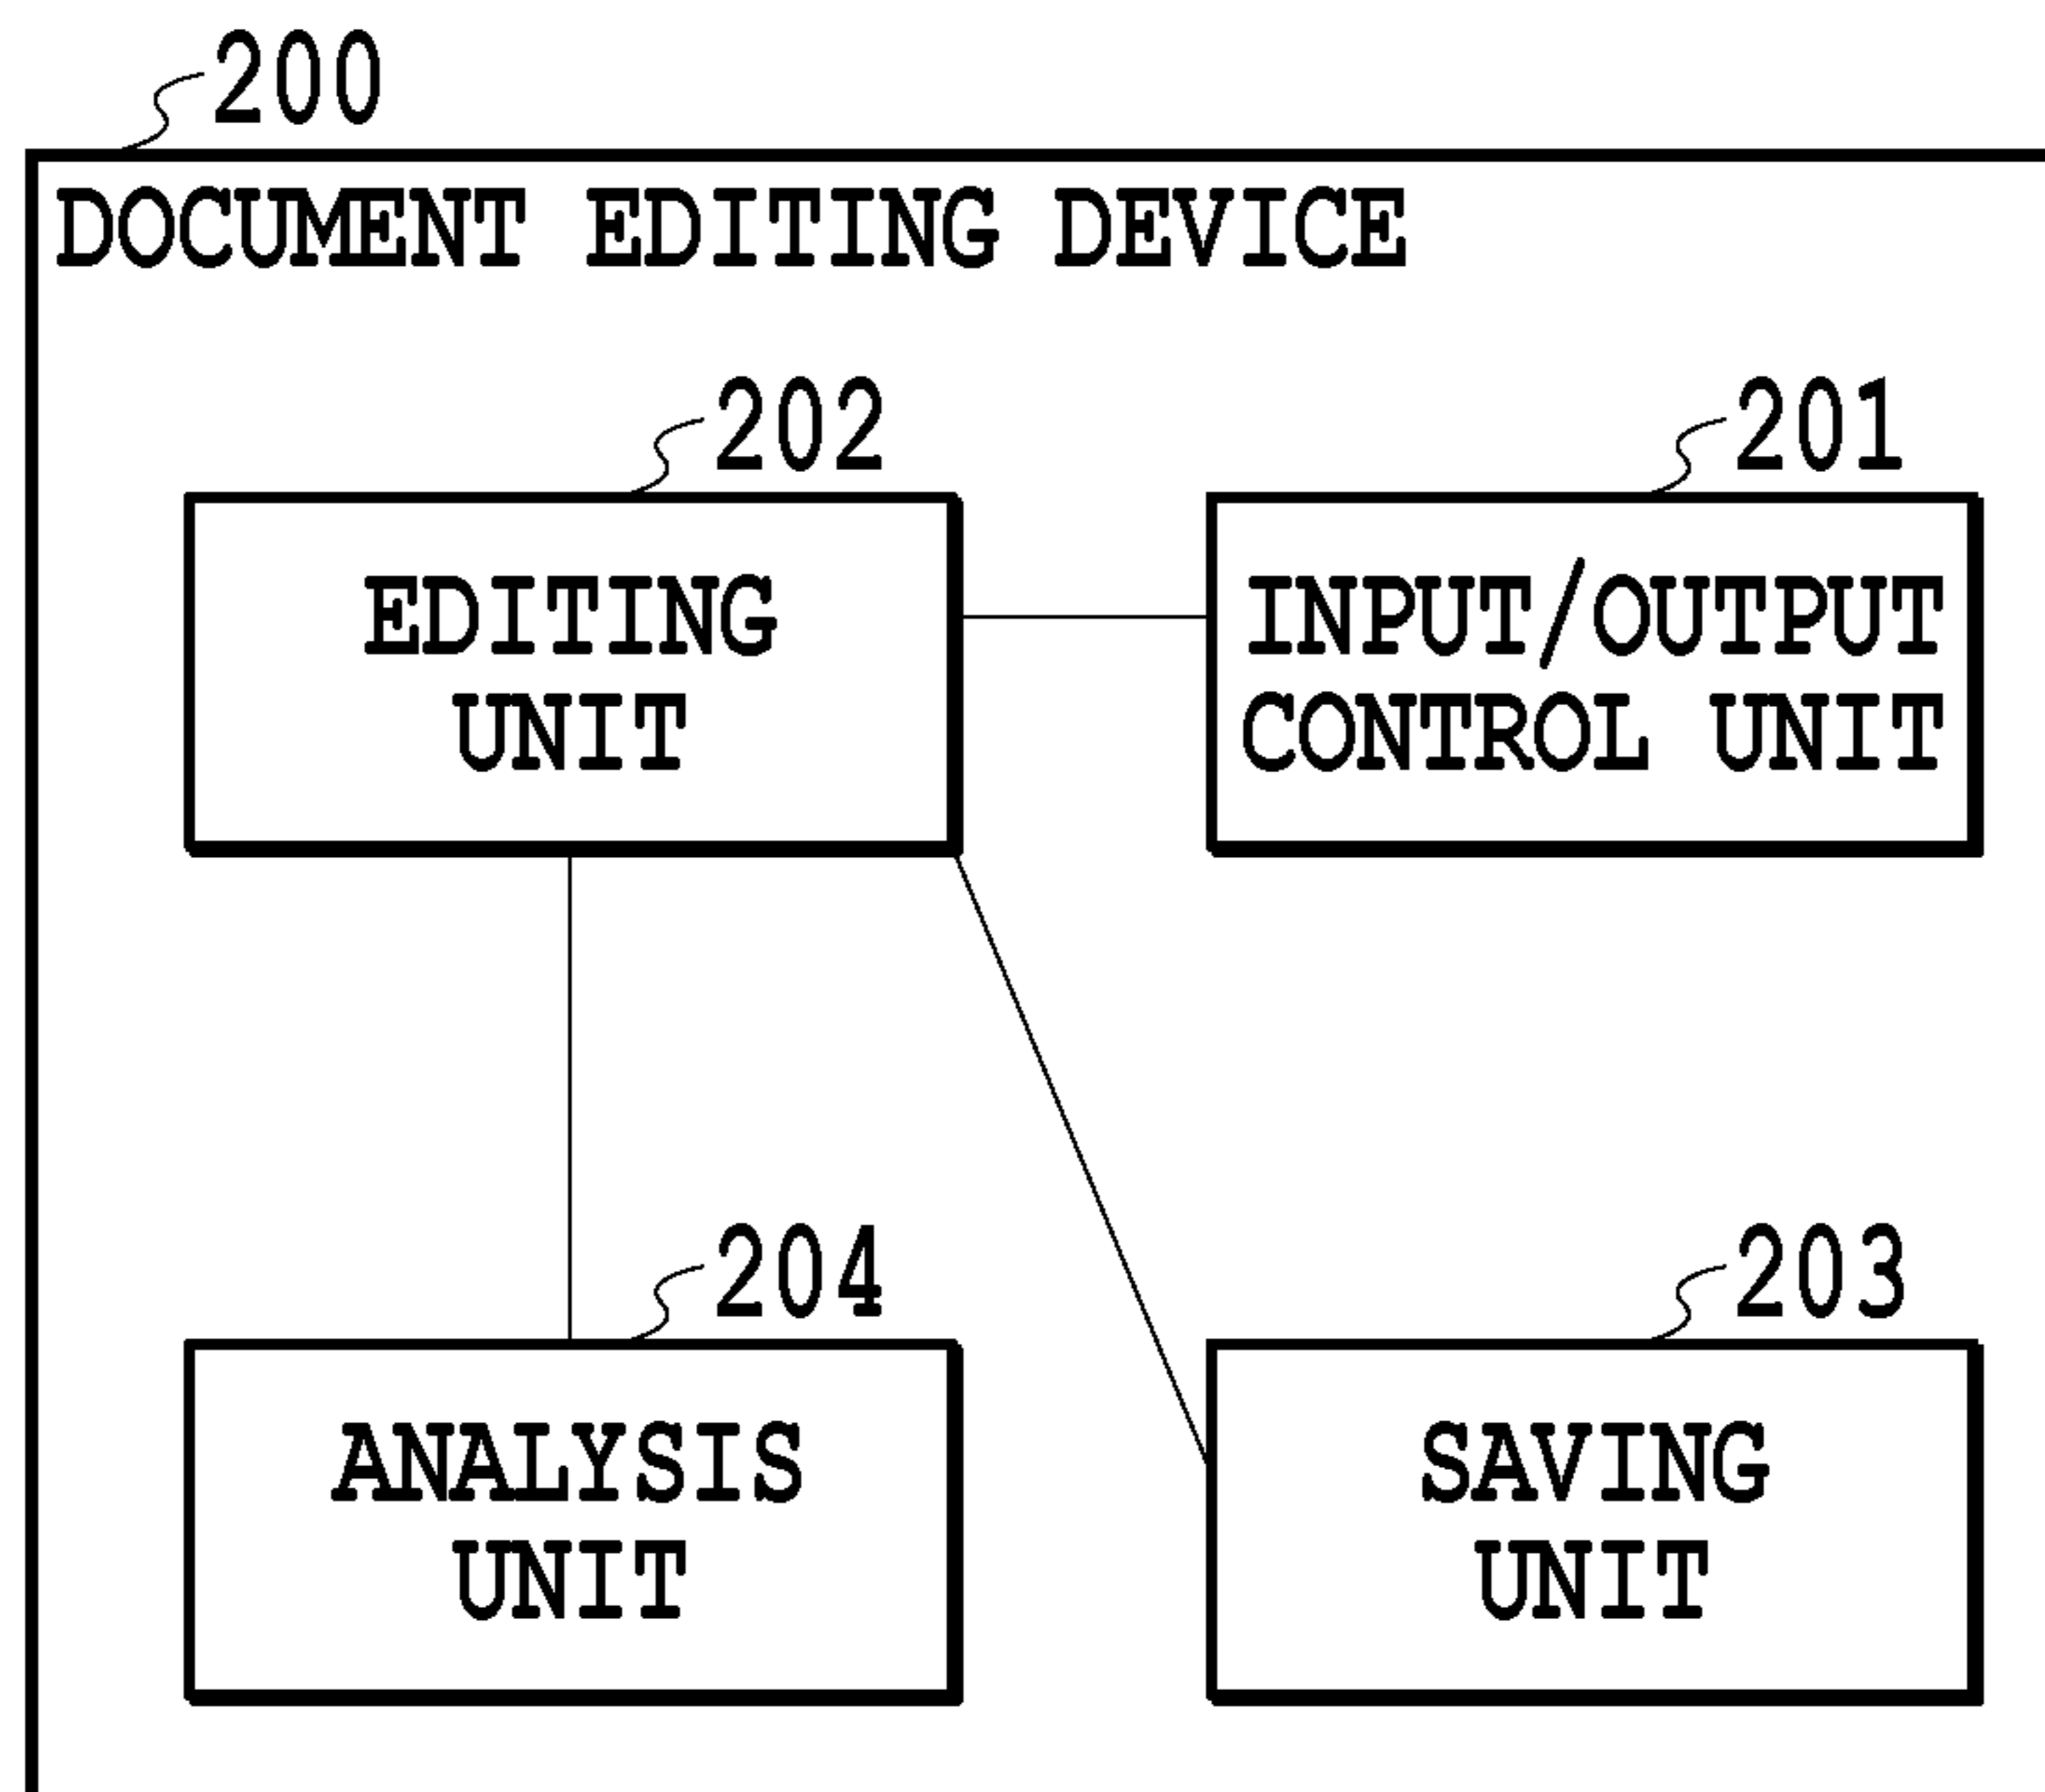 200
DOCUMENT EDITING DEVICE
202
201
EDITING
UNIT
INPUT/OUTPUT
CONTROL UNIT
204
203
ANALYSIS
UNIT
SAVING
UNIT